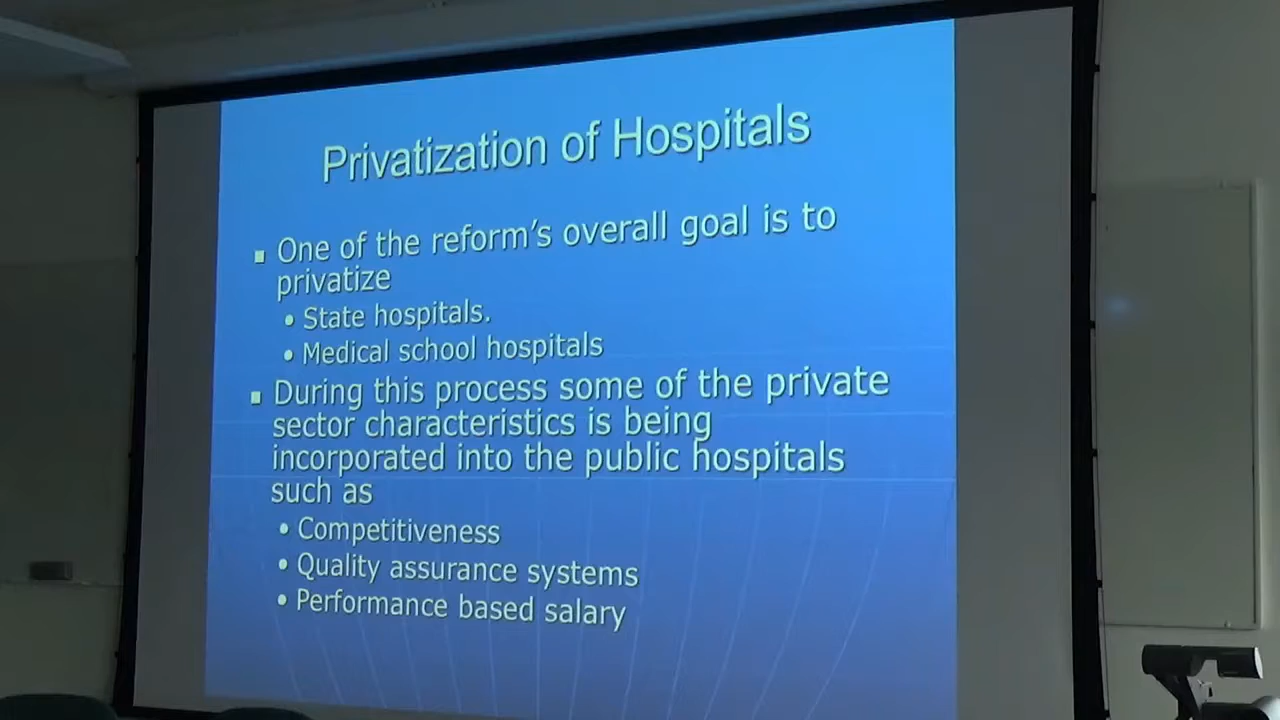 Privatization of Hospitals
One of the reform's overall goal is to
privatize
• State hospitals.
• Medical school hospitals
During this process some of the private
sector characteristics is being
incorporated into the public hospitals
such as
• Competitiveness
• Quality assurance systems
• Performance based salary